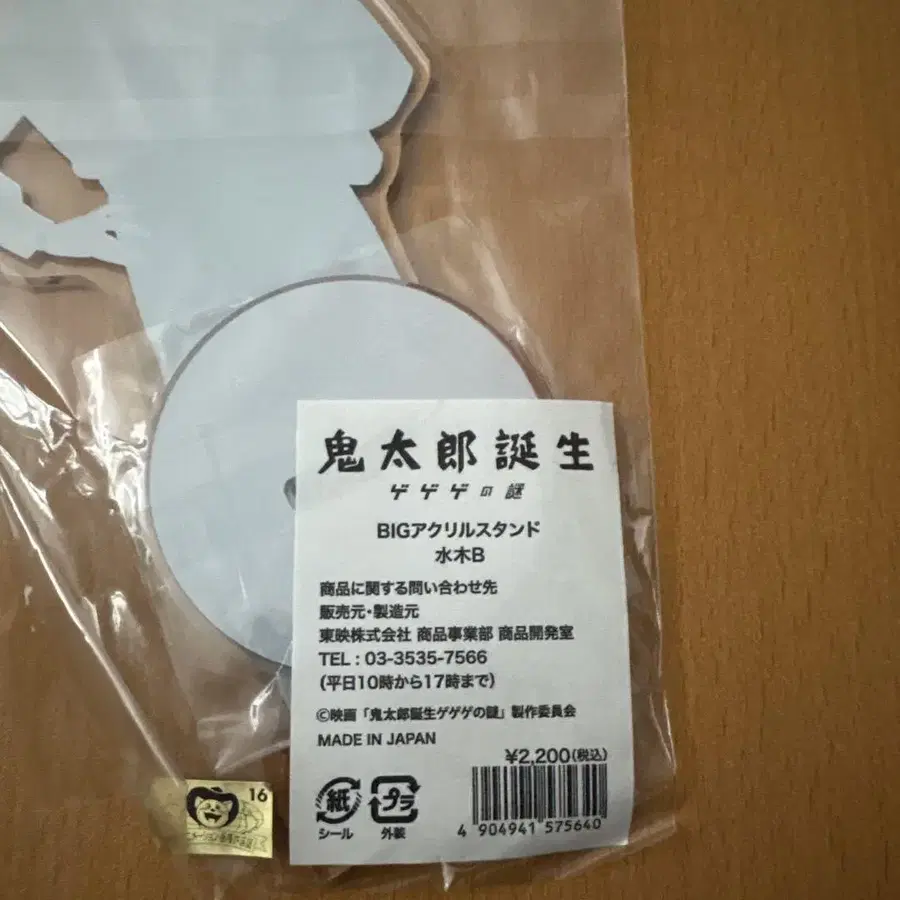 鬼太郎誕生
ゲゲゲの謎
BIGアクリルスタンド
水木B
商品に関する問い合わせ先
販売元・製造元
東映株式会社 商品事業部 商品開発室
TEL : 03-3535-7566
(平日10時から17時まで)
©映画「鬼太郎誕生ゲゲゲの謎」製作委員会
MADE IN JAPAN
¥2,200(税込)
紙 プラ
シール 外装
4 904941 575640
16